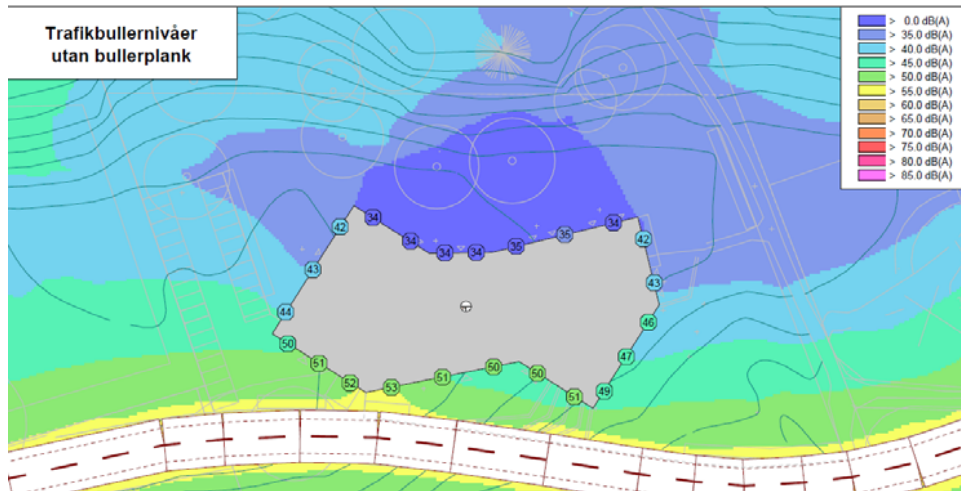 Trafikbullernivåer
utan bullerplank
> 0.0 dB(A)
> 35.0 dB(A)
> 40.0 dB(A)
> 45.0 dB(A)
> 50.0 dB(A)
> 55.0 dB(A)
> 60.0 dB(A)
> 65.0 dB(A)
> 70.0 dB(A)
> 75.0 dB(A)
> 80.0 dB(A)
> 85.0 dB(A)
34
42
34
34
34
35
35
34
42
43
43
44
46
50
47
51
52
53
51
50
50
51
49